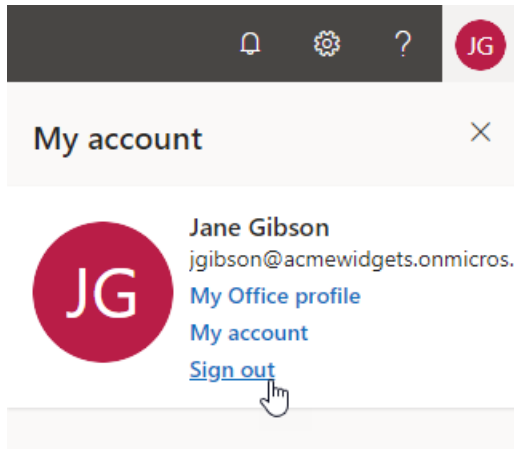 ? JG
My account
JG
Jane Gibson
jgibson@acmewidgets.onmicros.
My Office profile
My account
Sign out